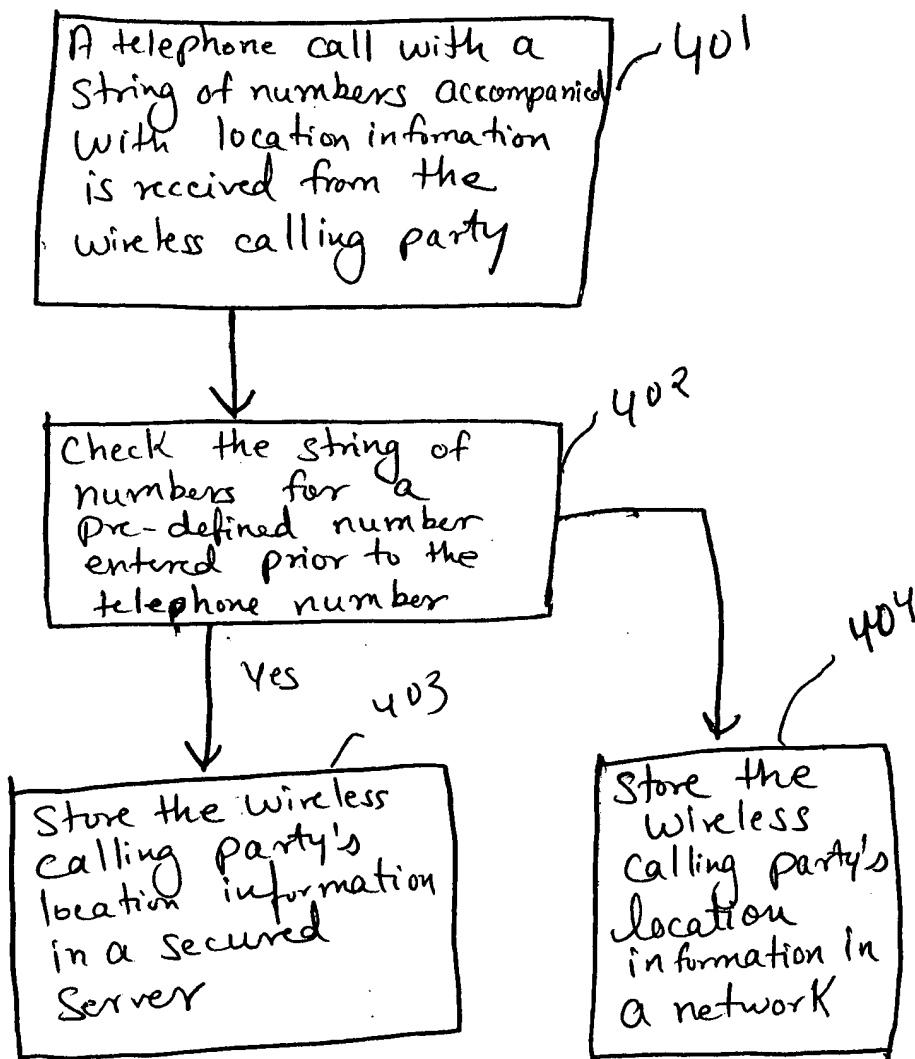 A telephone call with a
string of numbers accompanied
with location infomation
is received from the
wireless calling party
401
Check the string of
numbers for a
pre-defined number
entered prior to the
telephone number
402
Yes
403
Store the wireless
calling party's
location information
in a secured
Server
404
Store the
wireless
calling party's
location
information in
a network